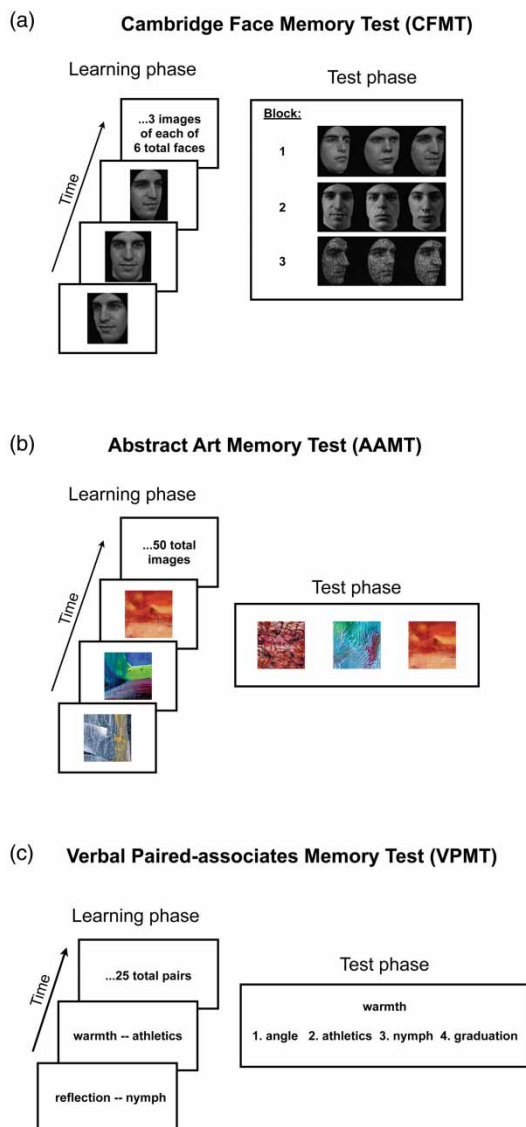 (a) Cambridge Face Memory Test (CFMT)
Learning phase
Test phase
Time
...3 images
of each of
6 total faces
Block:
1
2
3
(b) Abstract Art Memory Test (AAMT)
Learning phase
Time
...50 total
images
Test phase
(c) Verbal Paired-associates Memory Test (VPMT)
Learning phase
Time
...25 total pairs
warmth -- athletics
reflection -- nymph
Test phase
warmth
1. angle 2. athletics 3. nymph 4. graduation